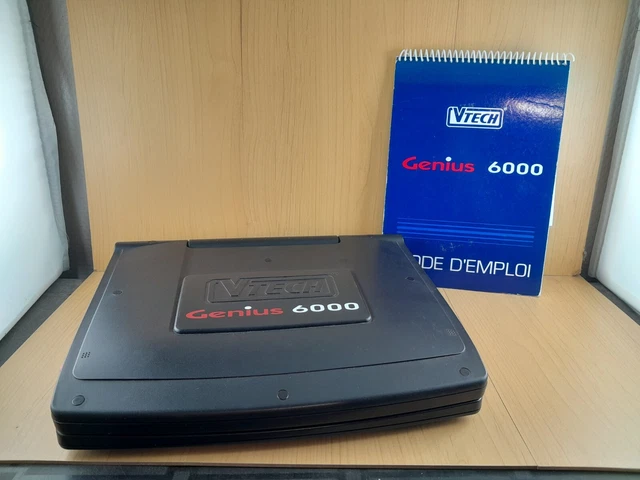 VTECH
Genius 6000
MODE D'EMPLOI
VTECH
Genius 6000